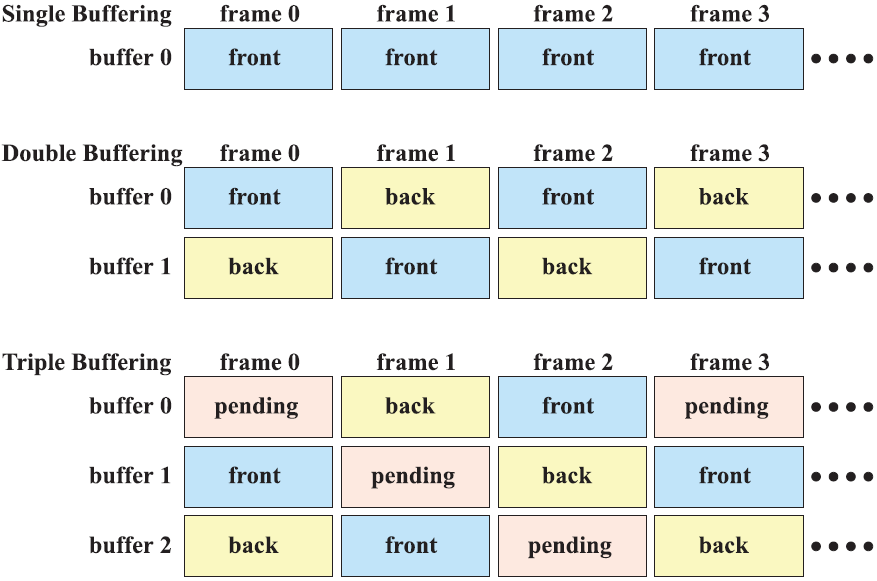 Single Buffering frame 0 frame 1 frame 2 frame 3
buffer 0 front front front front
Double Buffering frame 0 frame 1 frame 2 frame 3
buffer 0 front back front back
buffer 1 back front back front
Triple Buffering frame 0 frame 1 frame 2 frame 3
buffer 0 pending back front pending
buffer 1 front pending back front
buffer 2 back front pending back